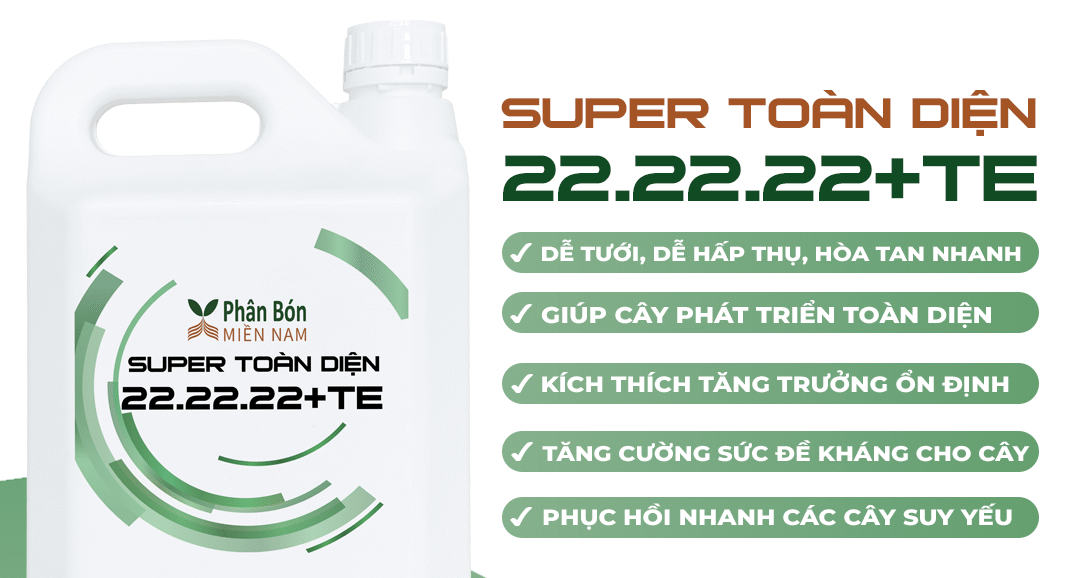 Phân Bón
MIỀN NAM
SUPER TOÀN DIỆN
22.22.22+TE
SUPER TOÀN DIỆN
22.22.22+TE
✓ DỄ TƯỚI, DỄ HẤP THỤ, HÒA TAN NHANH
✓ GIÚP CÂY PHÁT TRIỂN TOÀN DIỆN
✓ KÍCH THÍCH TĂNG TRƯỞNG ỔN ĐỊNH
✓ TĂNG CƯỜNG SỨC ĐỀ KHÁNG CHO CÂY
✓ PHỤC HỒI NHANH CÁC CÂY SUY YẾU